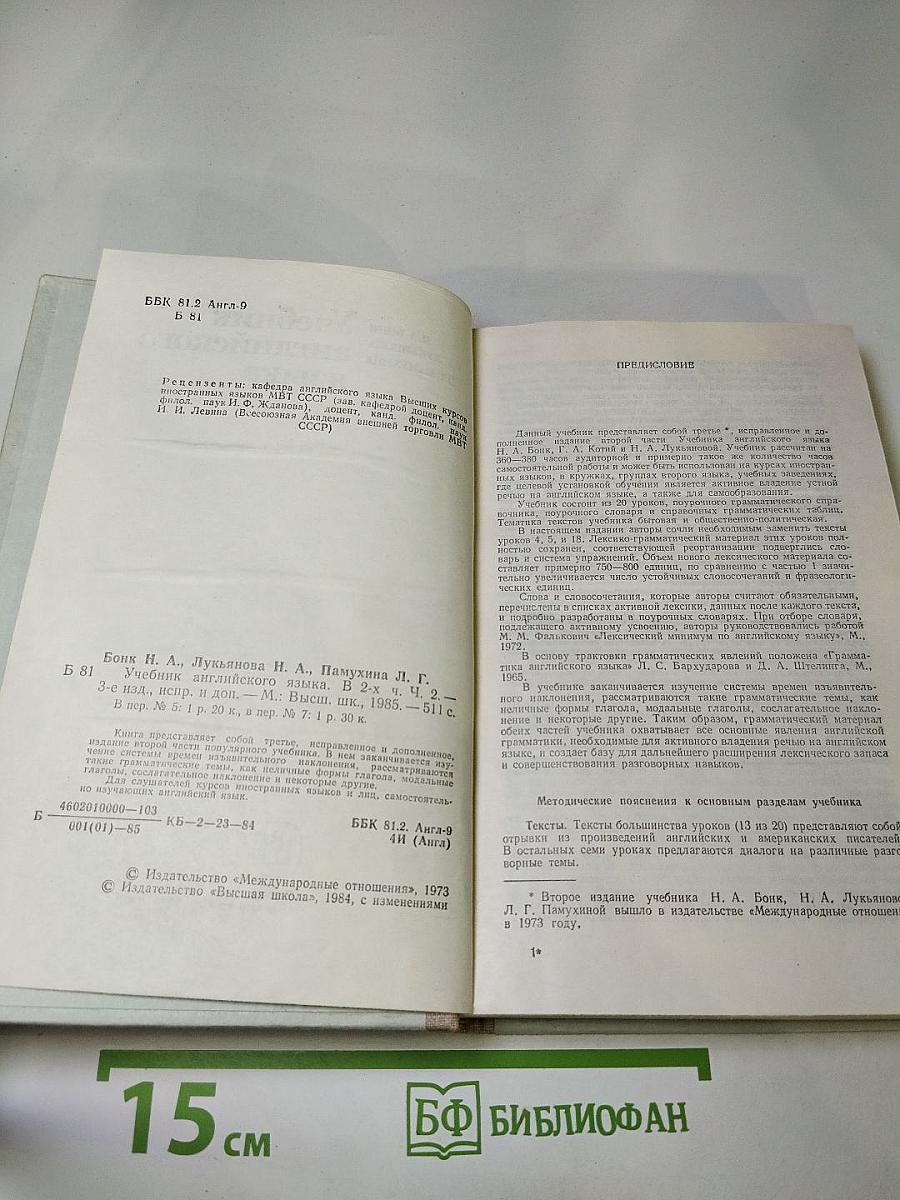 ББК 81.2 Англ-9
Б 81
Рецензенты: кафедра английского языка Высших курсов
иностранных языков МВТ СССР (зав. кафедрой доцент, канд.
филол. наук И. Ф. Жданова), доцент, канд. филол. наук
И. И. Левина (Всесоюзная Академия внешней торговли МВТ
СССР)
Бонк Н. А., Лукьянова Н. А., Памухина Л. Г.
Б 81 Учебник английского языка. В 2-х ч. Ч. 2. —
3-е изд., испр. и доп. — М.: Высш. шк., 1985. — 511 с.
В пер. № 5: 1 р. 20 к., в пер. № 7: 1 р. 30 к.
Книга представляет собой третье, исправленное и дополненное,
издание второй части популярного учебника. В нем заканчивается изу-
чение системы времен изъявительного наклонения, рассматриваются
такие грамматические темы, как неличные формы глагола, модальные
глаголы, сослагательное наклонение и некоторые другие.
Для слушателей курсов иностранных языков и лиц, самостоятель-
но изучающих английский язык.
Б 4602010000—103
001(01)—85 КБ—2—23—84
ББК 81.2. Англ-9
4И (Англ)
© Издательство «Международные отношения», 1973
© Издательство «Высшая школа», 1984, с изменениями
ПРЕДИСЛОВИЕ
Данный учебник представляет собой третье *, исправленное и до-
полненное издание второй части Учебника английского языка
Н. А. Бонк, Г. А. Котий и Н. А. Лукьяновой. Учебник рассчитан на
360—380 часов аудиторной и примерно такое же количество часов
самостоятельной работы и может быть использован на курсах иностран-
ных языков, в кружках, группах второго языка, учебных заведениях,
где целевой установкой обучения является активное владение устной
речью на английском языке, а также для самообразования.
Учебник состоит из 20 уроков, поурочного грамматического спра-
вочника, поурочного словаря и справочных грамматических таблиц.
Тематика текстов учебника бытовая и общественно-политическая.
В настоящем издании авторы сочли необходимым заменить тексты
уроков 4, 5, и 18. Лексико-грамматический материал этих уроков пол-
ностью сохранен, соответствующей реорганизации подверглись сло-
варь и система упражнений. Объем нового лексического материала со-
ставляет примерно 750—800 единиц, по сравнению с частью 1 значи-
тельно увеличивается число устойчивых словосочетаний и фразеологи-
ческих единиц.
Слова и словосочетания, которые авторы считают обязательными,
перечислены в списках активной лексики, данных после каждого текста,
и подробно разработаны в поурочных словарях. При отборе словаря,
подлежащего активному усвоению, авторы руководствовались работой
М. М. Фалькович «Лексический минимум по английскому языку», М.,
1972.
В основу трактовки грамматических явлений положена «Грамма-
тика английского языка» Л. С. Бархударова и Д. А. Штелинга, М.,
1965.
В учебнике заканчивается изучение системы времен изъявитель-
ного наклонения, рассматриваются такие грамматические темы, как
неличные формы глагола, модальные глаголы, сослагательное накло-
нение и некоторые другие. Таким образом, грамматический материал
обеих частей учебника охватывает все основные явления английской
грамматики, необходимые для активного владения речью на английском
языке, и создает базу для дальнейшего расширения лексического запаса
и совершенствования разговорных навыков.
Методические пояснения к основным разделам учебника
Тексты. Тексты большинства уроков (13 из 20) представляют собой
отрывки из произведений английских и американских писателей.
В остальных семи уроках предлагаются диалоги на различные разго
ворные темы.
* Второе издание учебника Н. А. Бонк, Н. А. Лукьяново
Л. Г. Памухиной вышло в издательстве «Международные отношени
в 1973 году,
1*
15 см
БФ БИБЛИОФАН